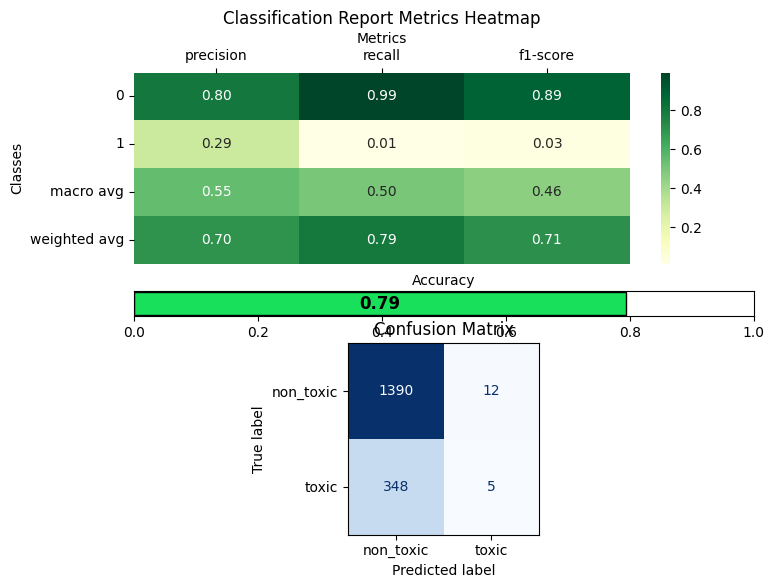 Classification Report Metrics Heatmap
Metrics
precision recall f1-score
Classes
0 0.80 0.99 0.89
1 0.29 0.01 0.03
macro avg 0.55 0.50 0.46
weighted avg 0.70 0.79 0.71
0.8
0.6
0.4
0.2
Accuracy
0.79
0.0 0.2 0.4 0.6 0.8 1.0
Confusion Matrix
True label
non_toxic 1390 12
toxic 348 5
non_toxic toxic
Predicted label